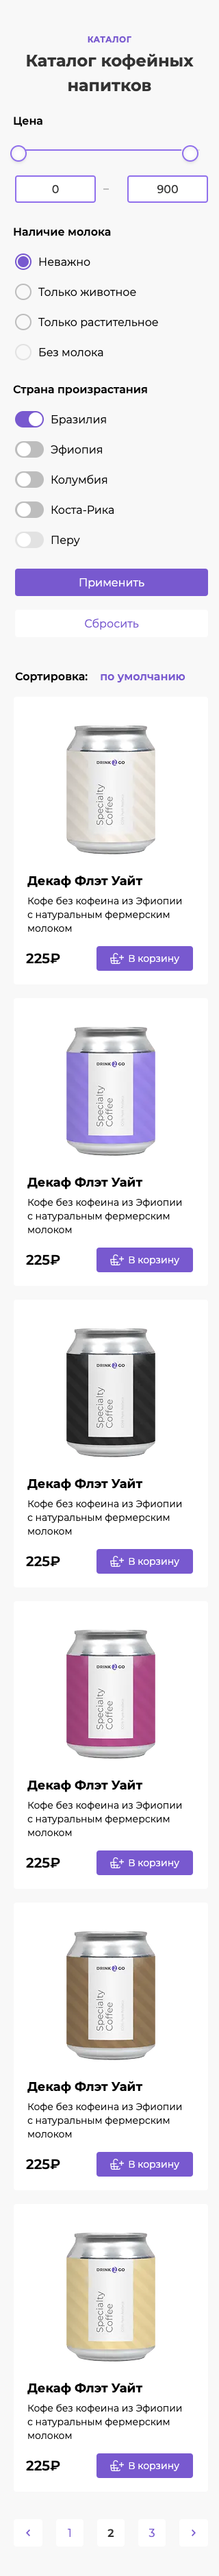 КАТАЛОГ
Каталог кофейных
напитков
Цена
0 – 900
Наличие молока
Неважно
Только животное
Только растительное
Без молока
Страна произрастания
Бразилия
Эфиопия
Колумбия
Коста-Рика
Перу
Применить
Сбросить
Сортировка: по умолчанию
DRINK 2 GO
Specialty
Coffee
Декаф Флэт Уайт
Кофе без кофеина из Эфиопии
с натуральным фермерским
молоком
225₽ В корзину
DRINK 2 GO
Specialty
Coffee
Декаф Флэт Уайт
Кофе без кофеина из Эфиопии
с натуральным фермерским
молоком
225₽ В корзину
DRINK 2 GO
Specialty
Coffee
Декаф Флэт Уайт
Кофе без кофеина из Эфиопии
с натуральным фермерским
молоком
225₽ В корзину
DRINK 2 GO
Specialty
Coffee
Декаф Флэт Уайт
Кофе без кофеина из Эфиопии
с натуральным фермерским
молоком
225₽ В корзину
DRINK 2 GO
Specialty
Coffee
Декаф Флэт Уайт
Кофе без кофеина из Эфиопии
с натуральным фермерским
молоком
225₽ В корзину
DRINK 2 GO
Specialty
Coffee
Декаф Флэт Уайт
Кофе без кофеина из Эфиопии
с натуральным фермерским
молоком
225₽ В корзину
1 2 3